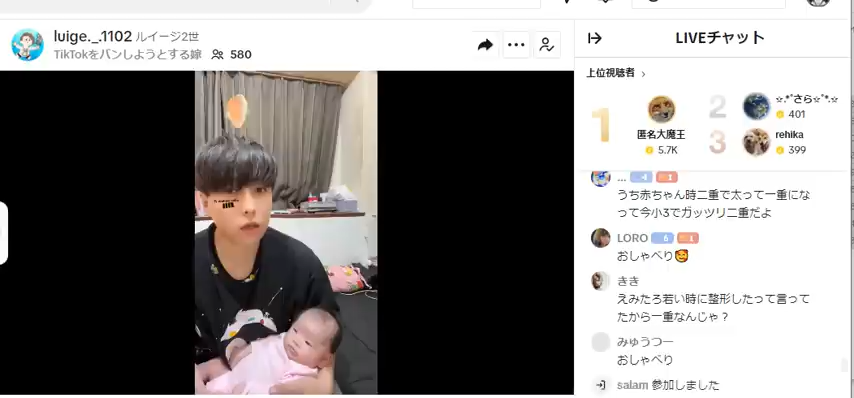 luige._.1102 ルイージ2世
TikTokをバンしようとする嫁 580
LIVEチャット
上位視聴者 >
1
匿名大魔王
5.7K
2
☆.*ﾟさら☆ﾟ*.☆
401
3
rehika
399
... 4 1
うち赤ちゃん時二重で太って一重にな
って今小3でガッツリ二重だよ
LORO 6 1
おしゃべり🥰
きき
えみたろ若い時に整形したって言って
たから一重なんじゃ？
みゅうつー
おしゃべり
salam 参加しました